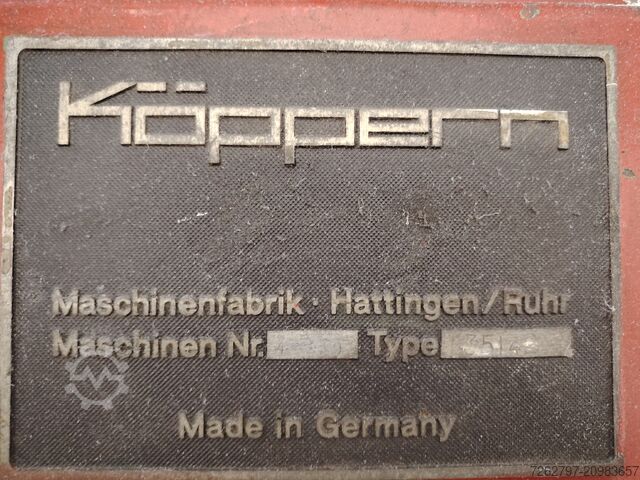 Köppern
Maschinenfabrik · Hattingen/Ruhr
Maschinen Nr. Type
Made in Germany
7262797-20983657